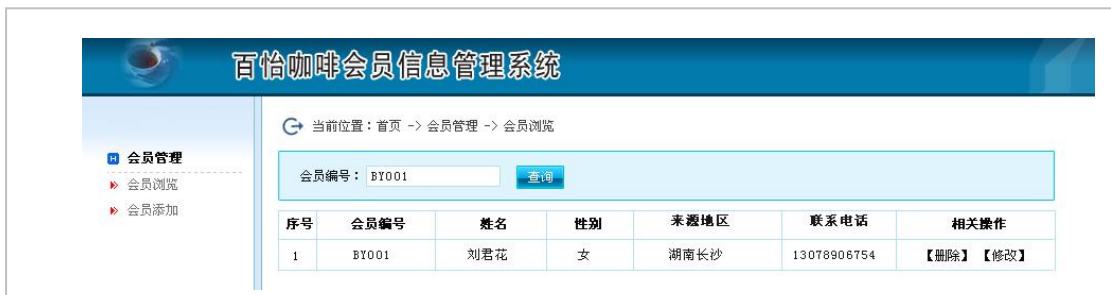 百怡咖啡会员信息管理系统
当前位置：首页 -> 会员管理 -> 会员浏览
会员管理
会员浏览
会员添加
会员编号： BY001 查询
序号 会员编号 姓名 性别 来源地区 联系电话 相关操作
1 BY001 刘君花 女 湖南长沙 13078906754 【删除】 【修改】